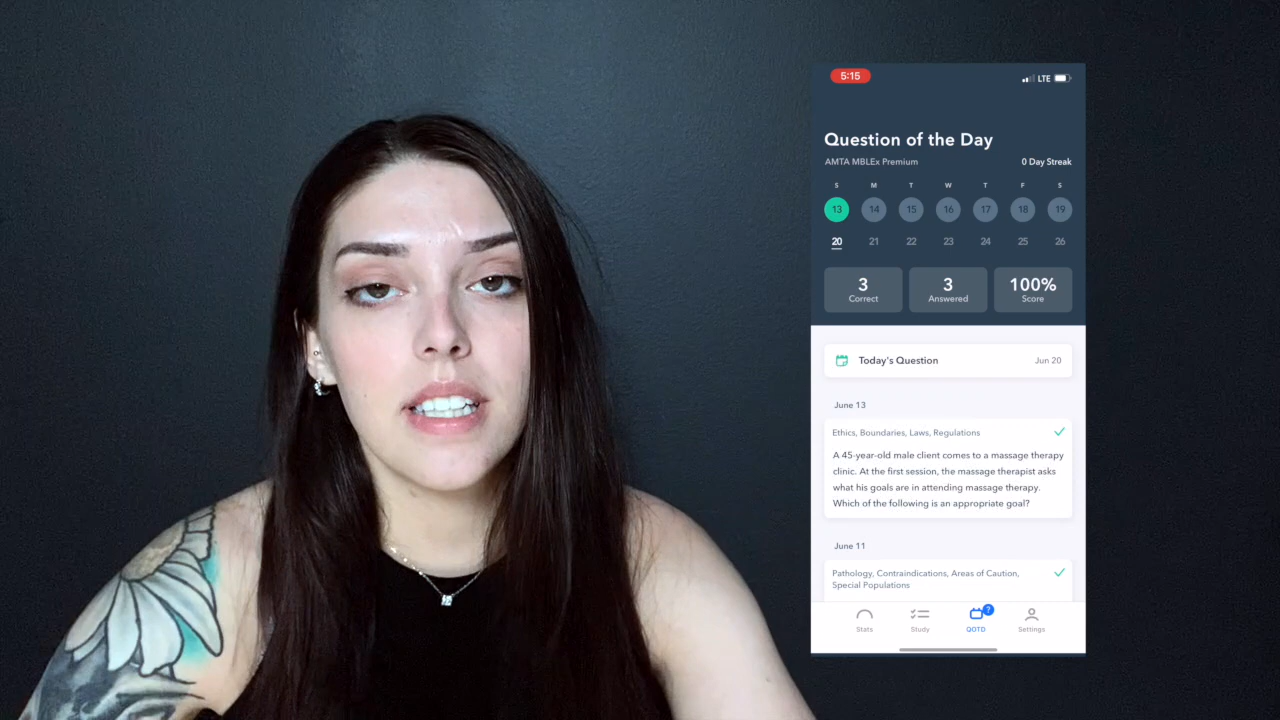 5:15
LTE
Question of the Day
AMTA MBLEx Premium
0 Day Streak
S M T W T F S
13 14 15 16 17 18 19
20 21 22 23 24 25 26
3 3 100%
Correct Answered Score
Today's Question Jun 20
June 13
Ethics, Boundaries, Laws, Regulations
A 45-year-old male client comes to a massage therapy
clinic. At the first session, the massage therapist asks
what his goals are in attending massage therapy.
Which of the following is an appropriate goal?
June 11
Pathology, Contraindications, Areas of Caution,
Special Populations
7
Stats Study QOTD Settings